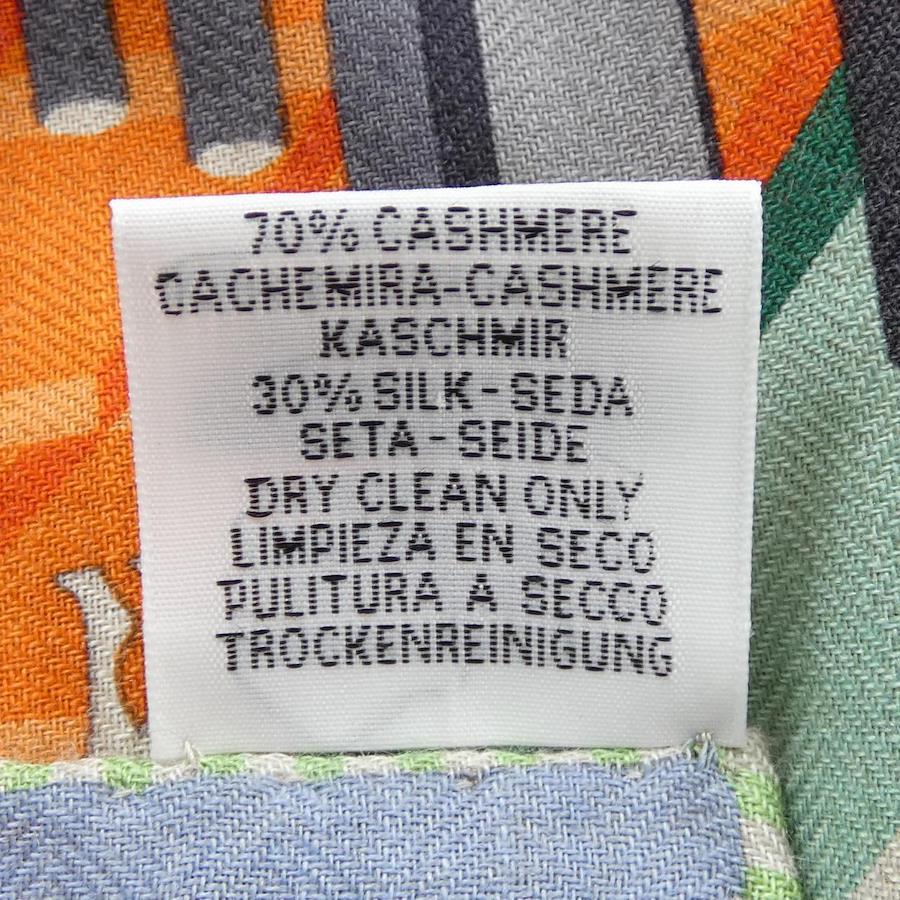 70% CASHMERE
CACHEMIRA-CASHMERE
KASCHMIR
30% SILK-SEDA
SETA-SEIDE
DRY CLEAN ONLY
LIMPIEZA EN SECO
PULITURA A SECCO
TROCKENREINIGUNG